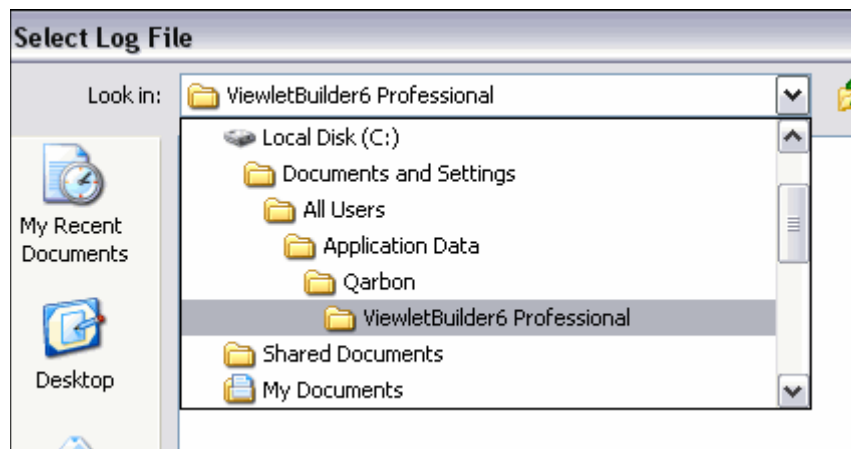 Select Log File
Look in:
ViewletBuilder6 Professional
Local Disk (C:)
Documents and Settings
All Users
Application Data
Qarbon
ViewletBuilder6 Professional
Shared Documents
My Documents
My Recent
Documents
Desktop